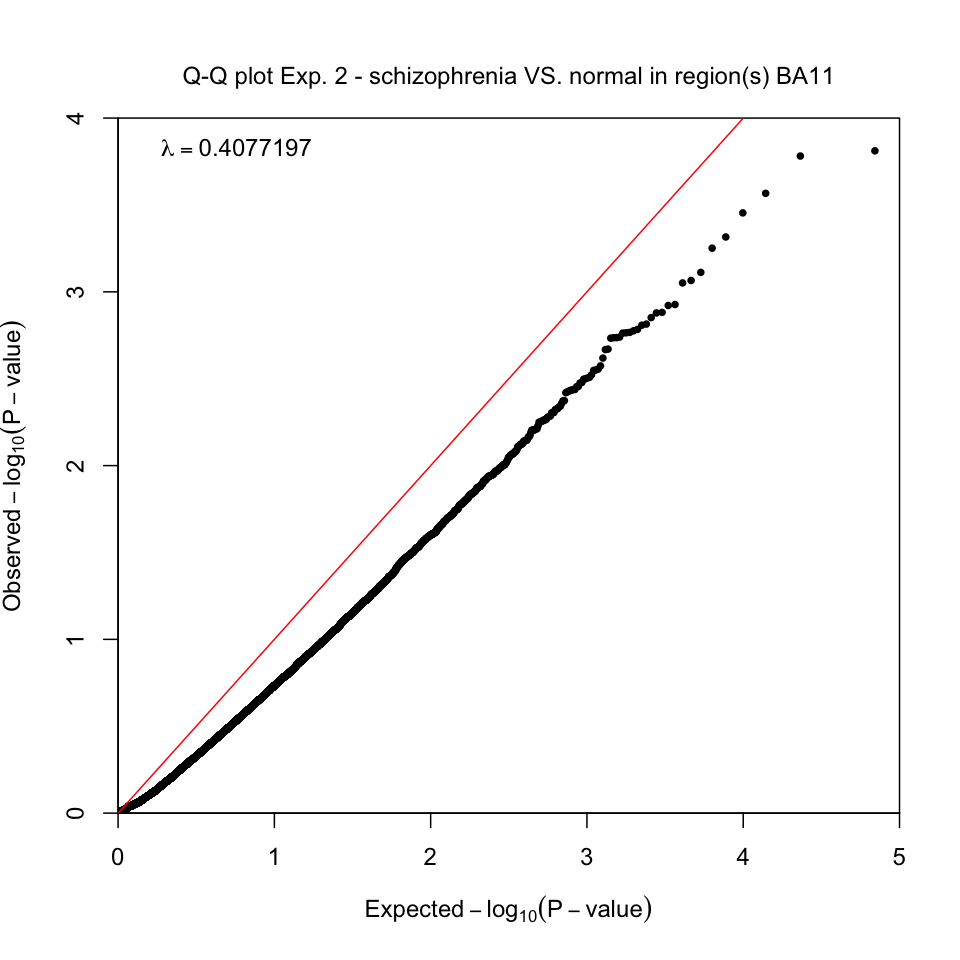 Q-Q plot Exp. 2 - schizophrenia VS. normal in region(s) BA11
λ = 0.4077197
4
3
2
1
0
Observed − log10(P − value)
0 1 2 3 4 5
Expected − log10(P − value)